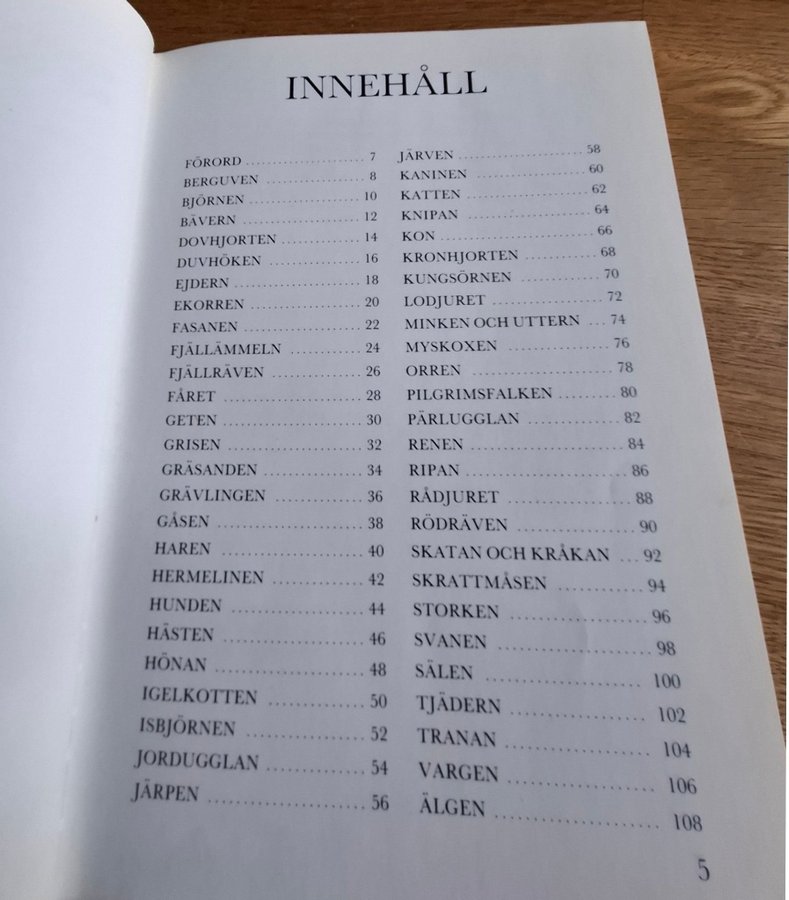 INNEHÅLL
FÖRORD ........................ 7
BERGUVEN .................... 8
BJÖRNEN ....................... 10
BÄVERN ........................ 12
DOVHJORTEN ................ 14
DUVHÖKEN ................... 16
EJDERN ......................... 18
EKORREN ..................... 20
FASANEN ...................... 22
FJÄLLÄMMELN .............. 24
FJÄLLRÄVEN ................. 26
FÅRET .......................... 28
GETEN .......................... 30
GRISEN ......................... 32
GRÄSANDEN .................. 34
GRÄVLINGEN ................. 36
GÅSEN .......................... 38
HAREN .......................... 40
HERMELINEN ................. 42
HUNDEN ........................ 44
HÄSTEN ......................... 46
HÖNAN .......................... 48
IGELKOTTEN .................. 50
ISBJÖRNEN .................... 52
JORDUGGLAN ................. 54
JÄRPEN .......................... 56
JÄRVEN ......................... 58
KANINEN ....................... 60
KATTEN ......................... 62
KNIPAN ......................... 64
KON .............................. 66
KRONHJORTEN .............. 68
KUNGSÖRNEN ................ 70
LODJURET ..................... 72
MINKEN OCH UTTERN ... 74
MYSKOXEN .................... 76
ORREN .......................... 78
PILGRIMSFALKEN ......... 80
PÄRLUGGLAN ................ 82
RENEN .......................... 84
RIPAN ........................... 86
RÅDJURET ..................... 88
RÖDRÄVEN .................... 90
SKATAN OCH KRÅKAN ... 92
SKRATTMÅSEN .............. 94
STORKEN ...................... 96
SVANEN ......................... 98
SÄLEN ........................... 100
TJÄDERN ....................... 102
TRANAN ........................ 104
VARGEN ........................ 106
ÄLGEN .......................... 108
5